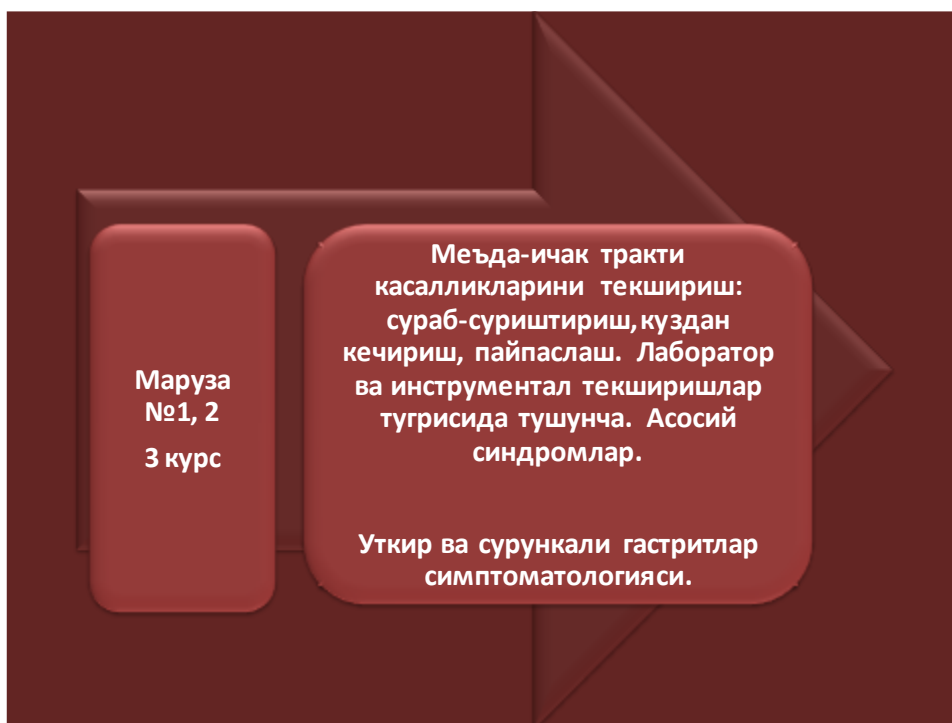 Маруза
№1, 2
3 курс
Меъда-ичак тракти
касалликларини текшириш:
сураб-суриштириш,куздан
кечириш, пайпаслаш. Лаборатор
ва инструментал текширишлар
тугрисида тушунча. Асосий
синдромлар.
Уткир ва сурункали гастритлар
симптоматологияси.